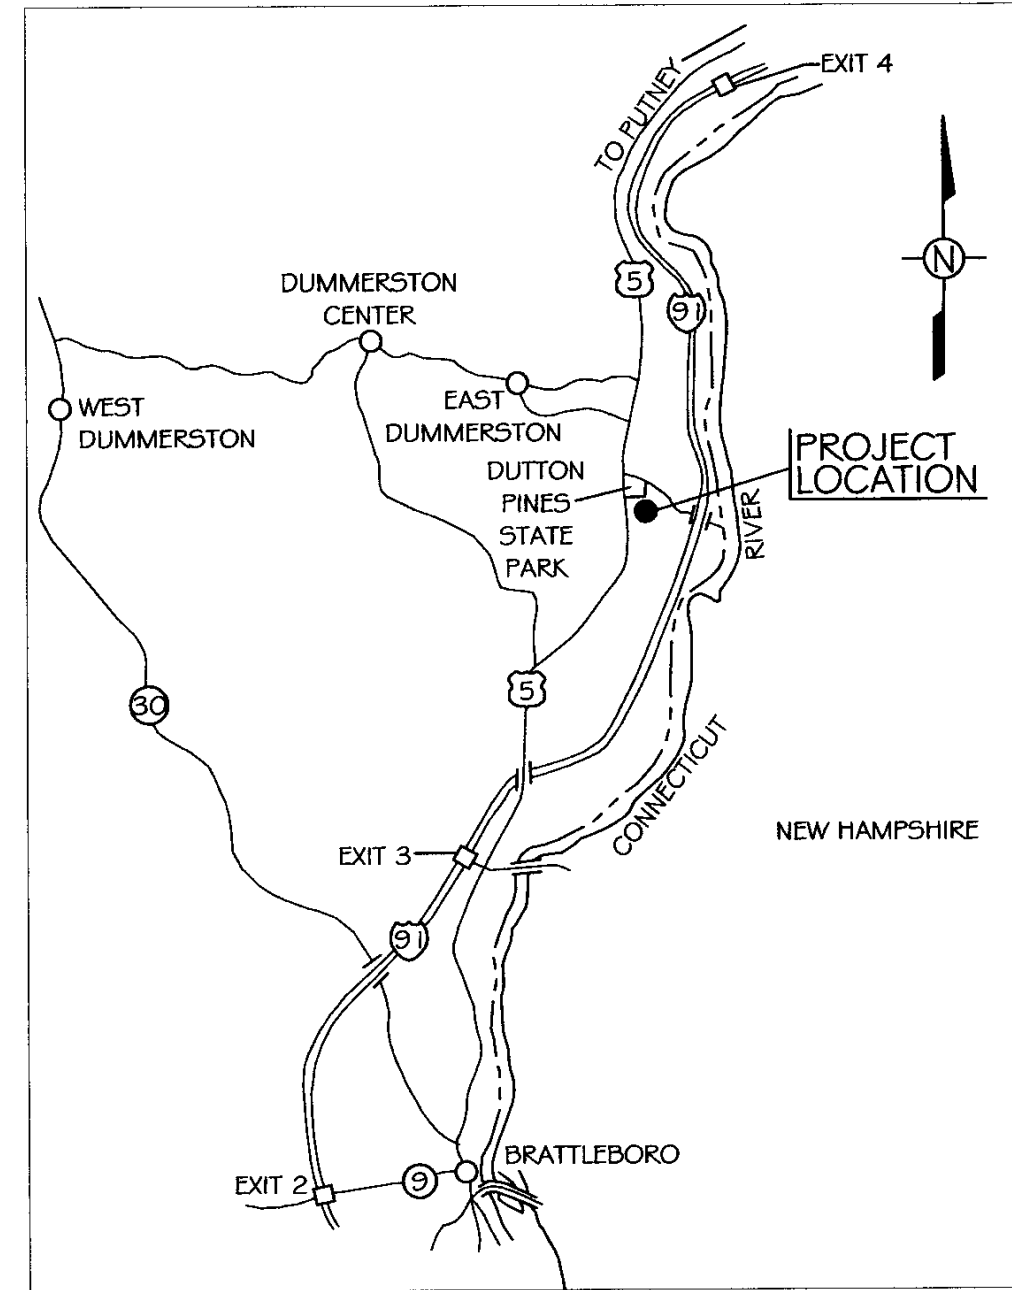 EXIT 4
TO PUTNEY
N
5
91
DUMMERSTON
CENTER
WEST
DUMMERSTON
EAST
DUMMERSTON
PROJECT
LOCATION
DUTTON
PINES
STATE
PARK
RIVER
5
30
CONNECTICUT
NEW HAMPSHIRE
EXIT 3
91
BRATTLEBORO
EXIT 2
9